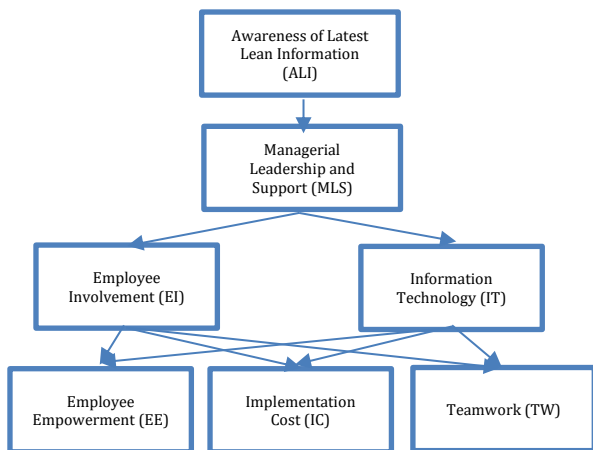 Awareness of Latest
Lean Information
(ALI)
Managerial
Leadership and
Support (MLS)
Employee
Involvement (EI)
Information
Technology (IT)
Employee
Empowerment (EE)
Implementation
Cost (IC)
Teamwork (TW)